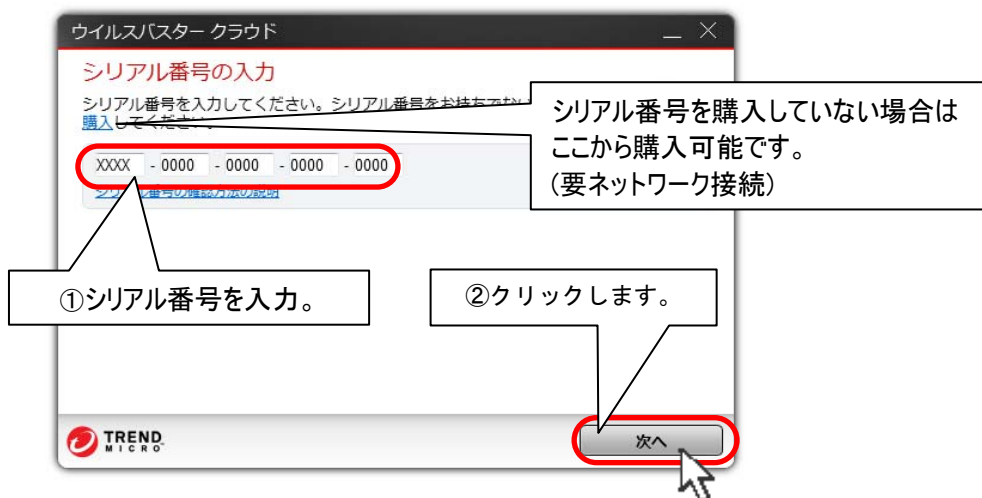 ウイルスバスター クラウド
シリアル番号の入力
シリアル番号を入力してください。シリアル番号をお持ちでない
購入してください。
シリアル番号を購入していない場合は
ここから購入可能です。
(要ネットワーク接続)
XXXX - 0000 - 0000 - 0000 - 0000
シリアル番号の確認方法の説明
①シリアル番号を入力。
②クリックします。
TREND
MICRO
次へ